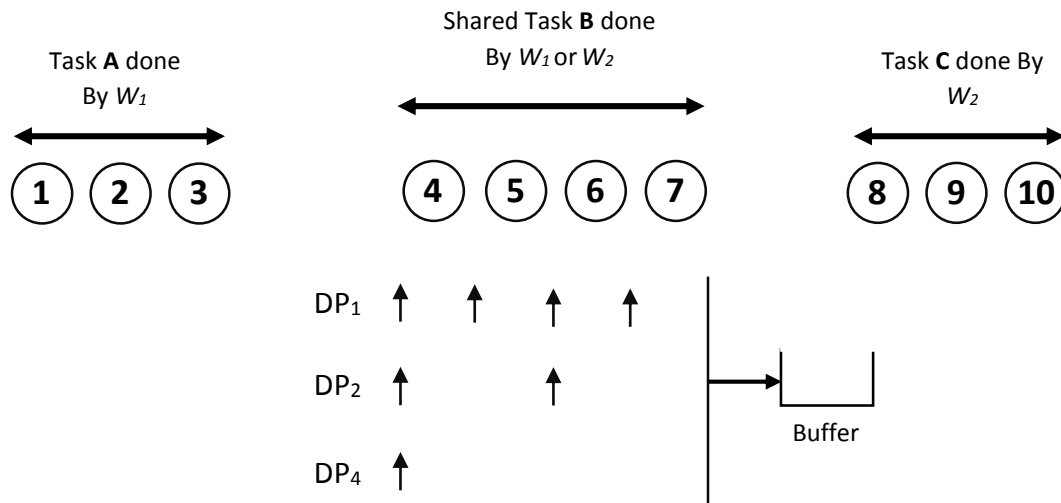 Task A done
By W₁
Shared Task B done
By W₁ or W₂
Task C done By
W₂
1 2 3 4 5 6 7 8 9 10
DP₁
DP₂
DP₄
Buffer